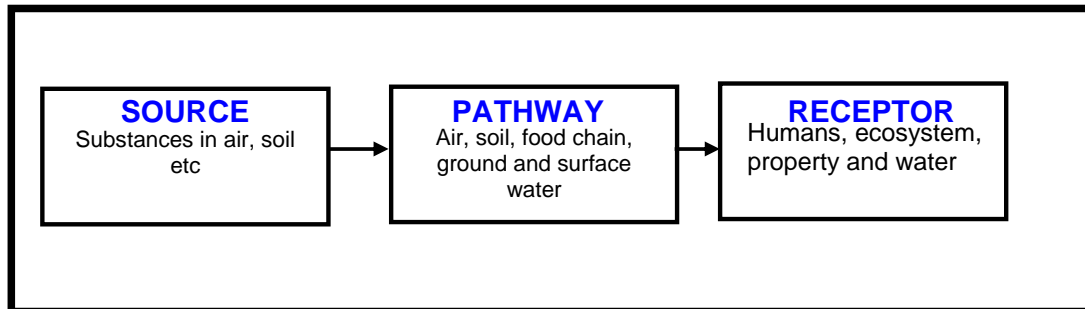 SOURCE
Substances in air, soil
etc
PATHWAY
Air, soil, food chain,
ground and surface
water
RECEPTOR
Humans, ecosystem,
property and water